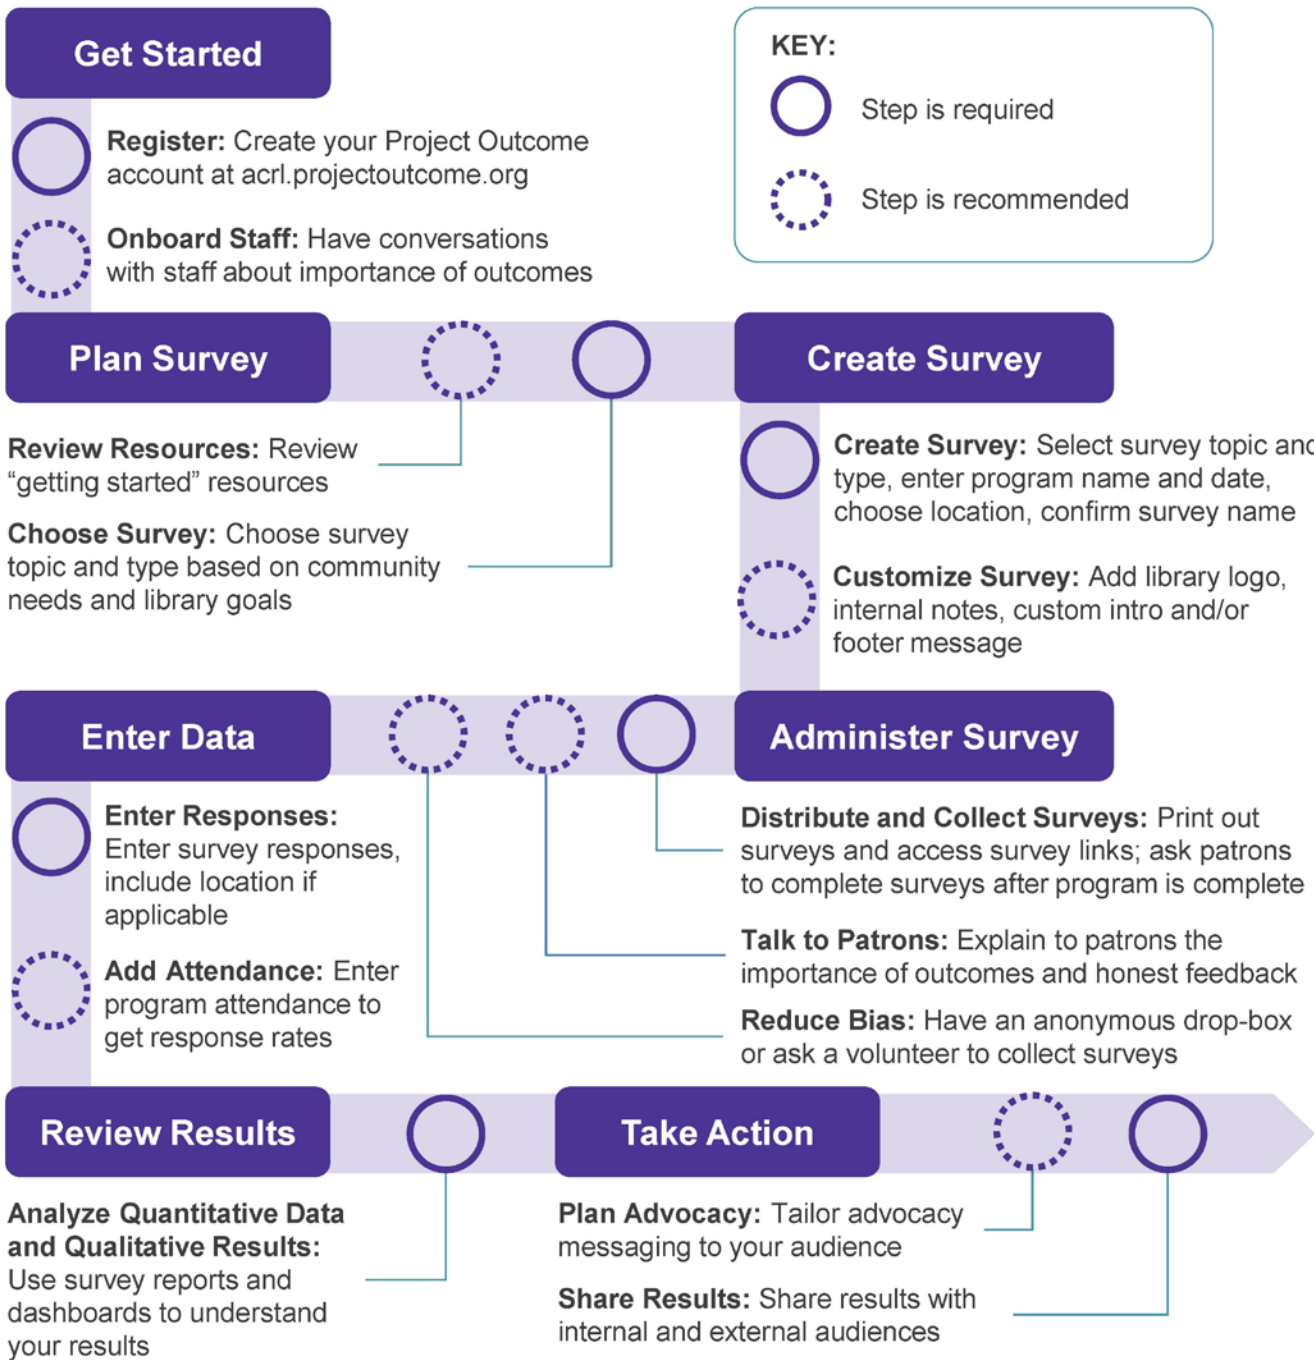 Get Started
KEY:
Step is required
Step is recommended
Register: Create your Project Outcome
account at acrl.projectoutcome.org
Onboard Staff: Have conversations
with staff about importance of outcomes
Plan Survey
Review Resources: Review
“getting started” resources
Choose Survey: Choose survey
topic and type based on community
needs and library goals
Create Survey
Create Survey: Select survey topic and
type, enter program name and date,
choose location, confirm survey name
Customize Survey: Add library logo,
internal notes, custom intro and/or
footer message
Administer Survey
Distribute and Collect Surveys: Print out
surveys and access survey links; ask patrons
to complete surveys after program is complete
Talk to Patrons: Explain to patrons the
importance of outcomes and honest feedback
Reduce Bias: Have an anonymous drop-box
or ask a volunteer to collect surveys
Enter Data
Enter Responses:
Enter survey responses,
include location if
applicable
Add Attendance: Enter
program attendance to
get response rates
Review Results
Analyze Quantitative Data
and Qualitative Results:
Use survey reports and
dashboards to understand
your results
Take Action
Plan Advocacy: Tailor advocacy
messaging to your audience
Share Results: Share results with
internal and external audiences